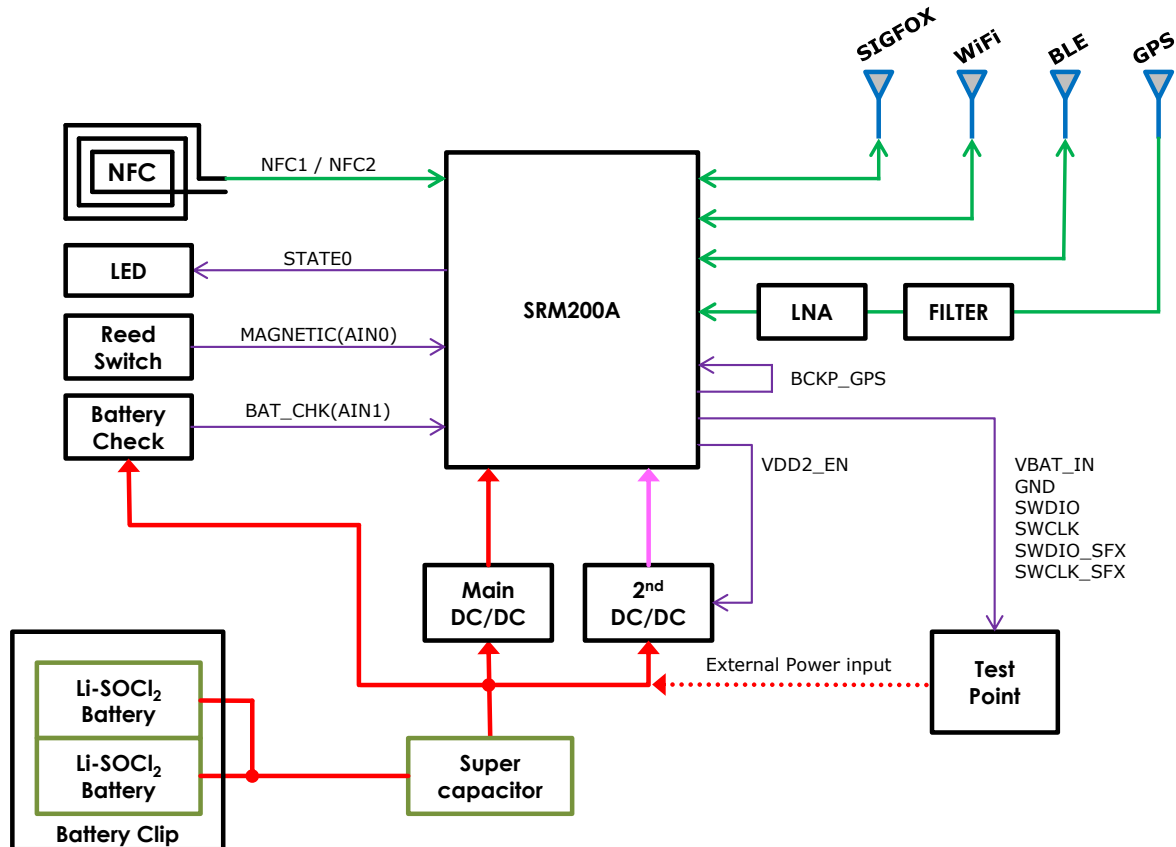 SIGFOX
WiFi
BLE
GPS
NFC
NFC1 / NFC2
LED
STATE0
SRM200A
LNA
FILTER
Reed
Switch
MAGNETIC(AIN0)
BCKP_GPS
Battery
Check
BAT_CHK(AIN1)
VDD2_EN
VBAT_IN
GND
SWDIO
SWCLK
SWDIO_SFX
SWCLK_SFX
Main
DC/DC
2nd
DC/DC
External Power input
Test
Point
Li-SOCl2
Battery
Li-SOCl2
Battery
Battery Clip
Super
capacitor